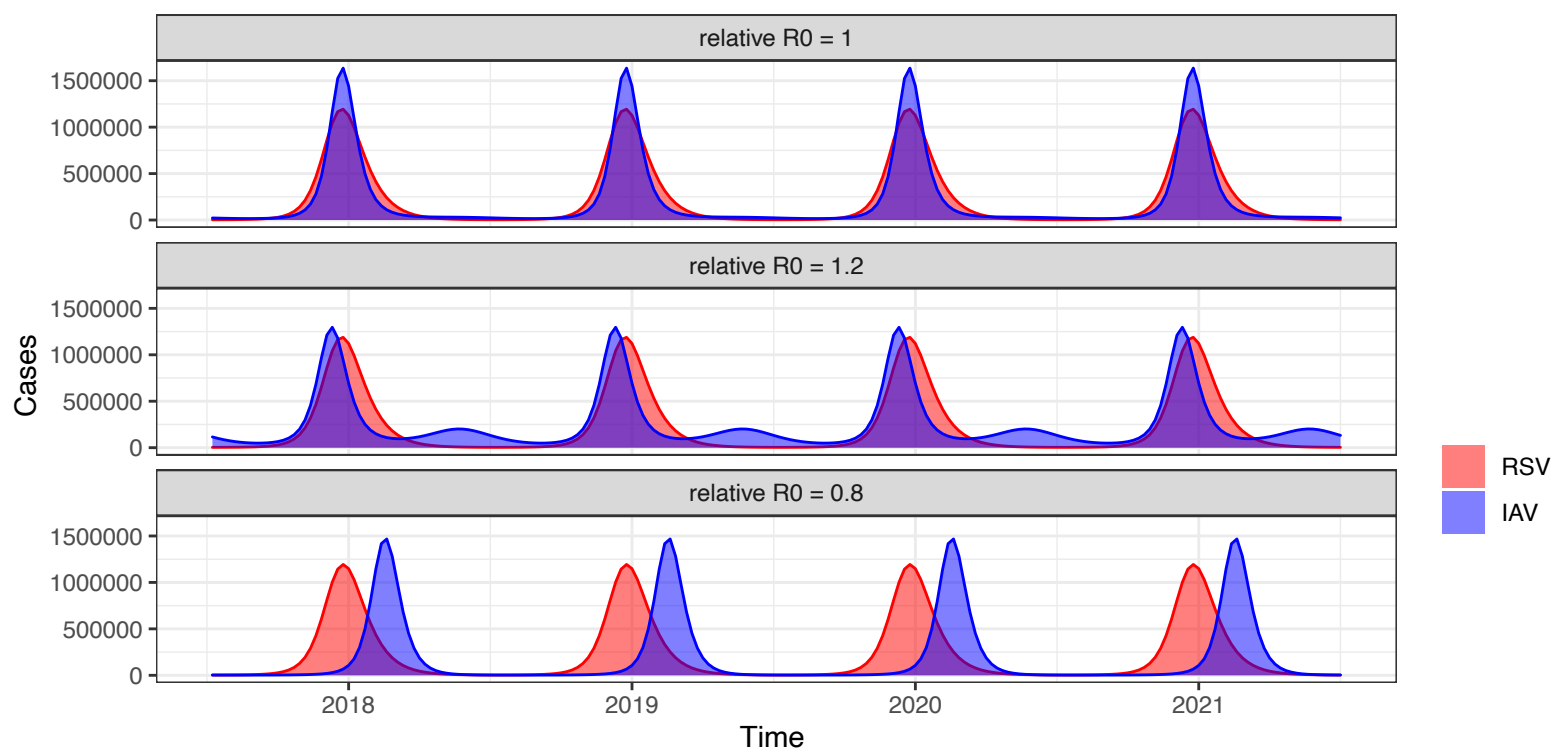 relative R0 = 1
1500000
1000000
500000
0
relative R0 = 1.2
1500000
1000000
500000
0
relative R0 = 0.8
1500000
1000000
500000
0
2018 2019 2020 2021
Time
Cases
RSV
IAV